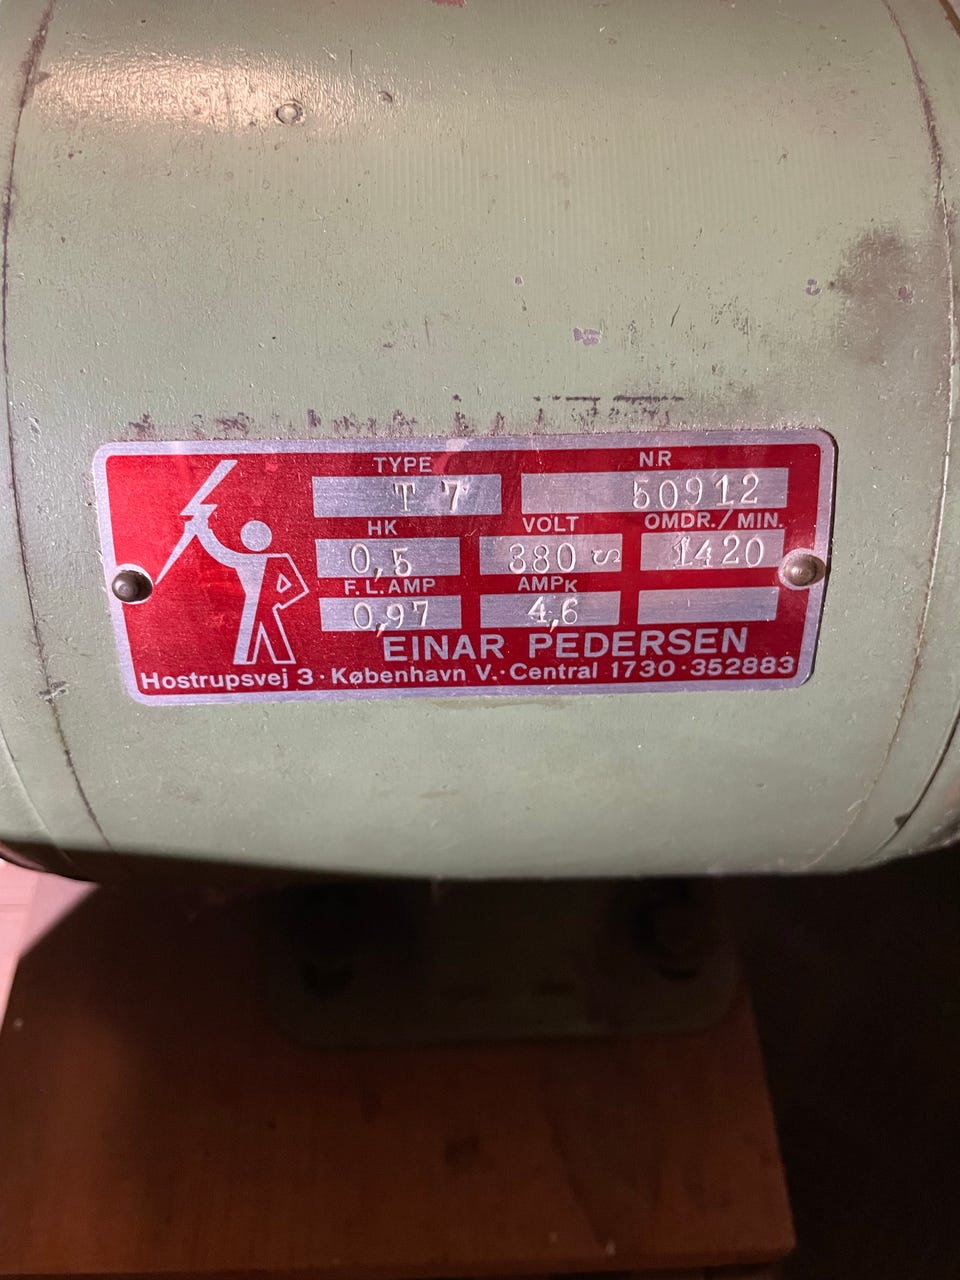 TYPE NR
T 7 50912
HK VOLT OMDR./MIN.
0,5 380 S 1420
F.L.AMP AMPK
0,97 4,6
EINAR PEDERSEN
Hostrupsvej 3 · København V. · Central 1730 · 352883